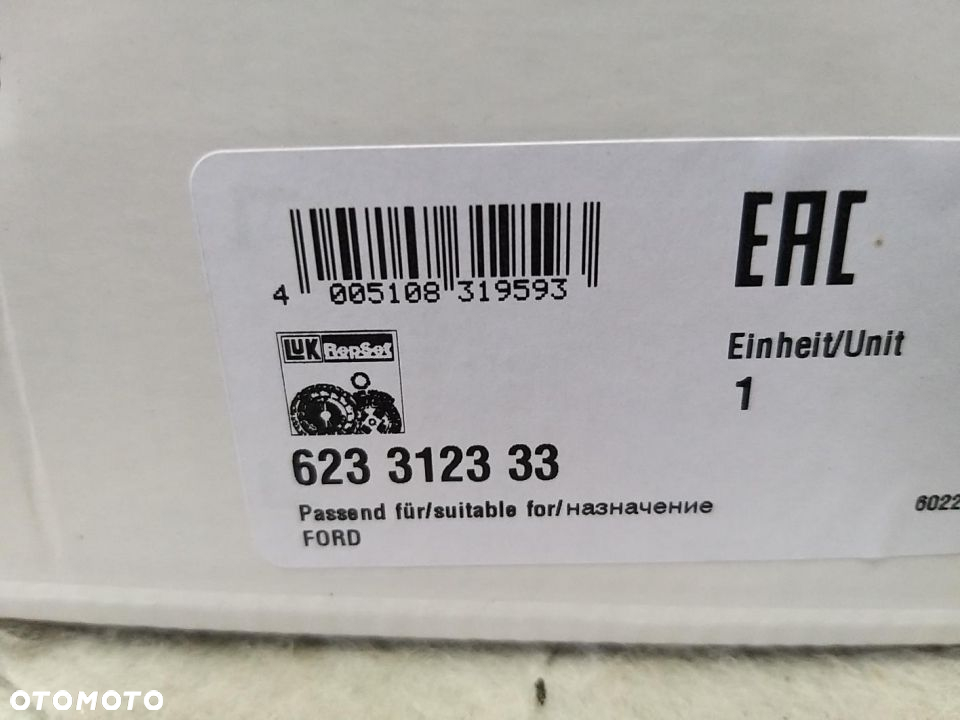 EAC
4 005108 319593
Einheit/Unit
1
LUK RepSet
623 3123 33
Passend für/suitable for/назначение
FORD
6022
OTOMOTO